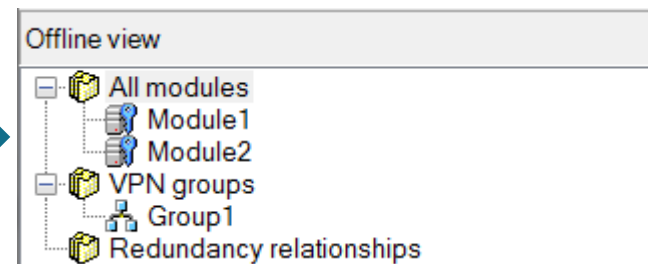 Offline view
All modules
Module1
Module2
VPN groups
Group1
Redundancy relationships